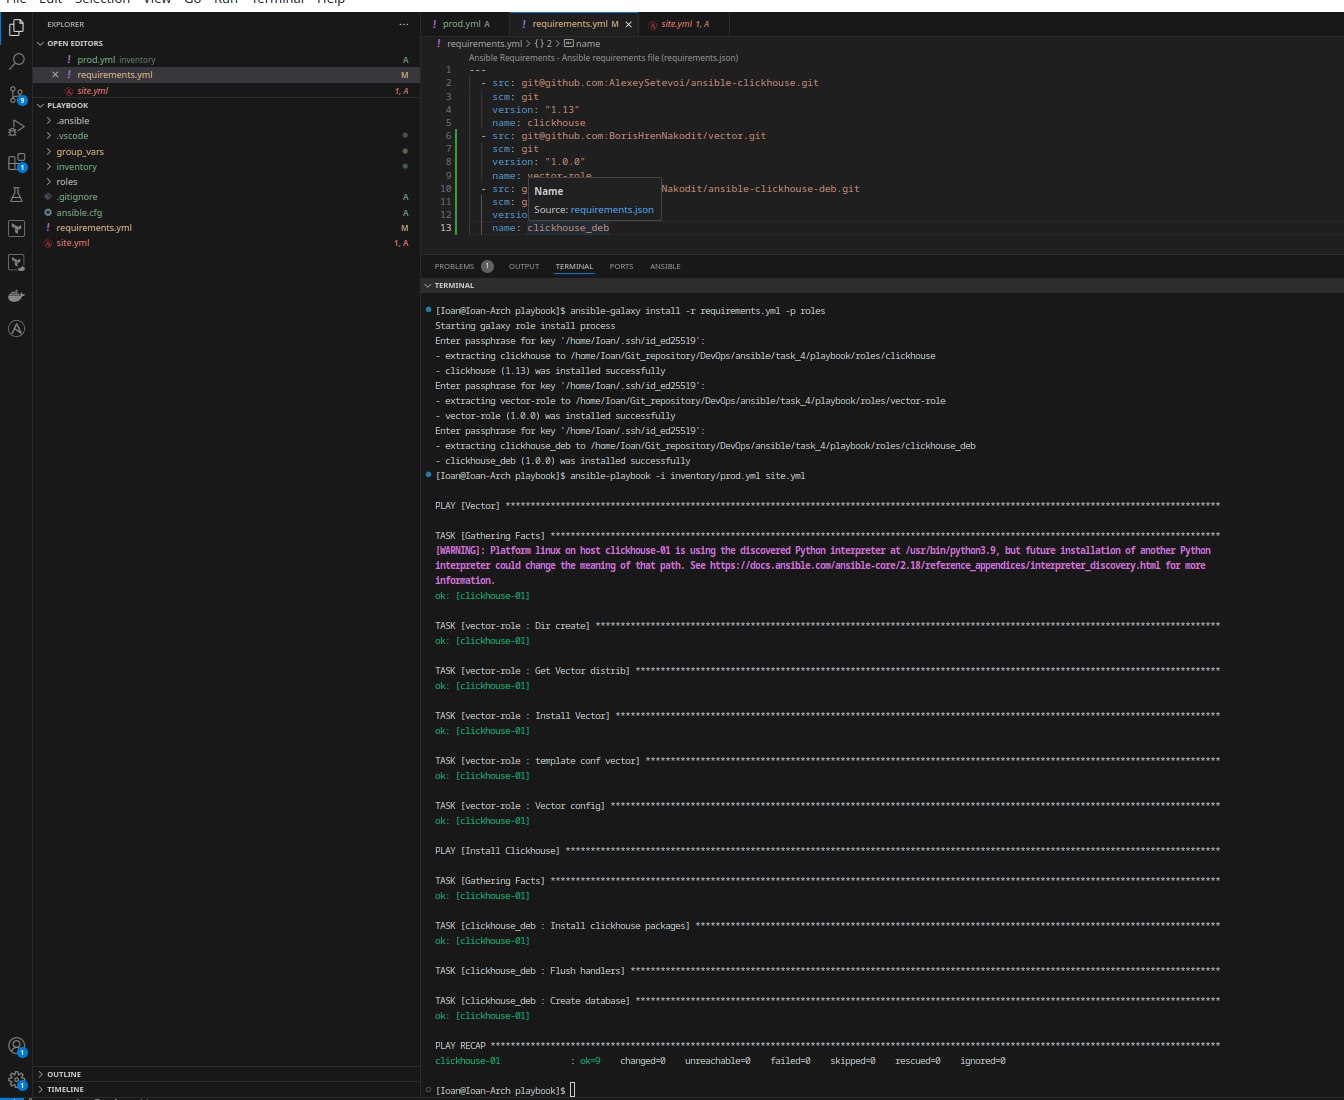 File Edit Selection View Go Run Terminal Help
EXPLORER
OPEN EDITORS
! prod.yml inventory A
× ! requirements.yml M
site.yml 1, A
PLAYBOOK
.ansible
.vscode
group_vars
inventory
roles
.gitignore A
ansible.cfg A
! requirements.yml M
site.yml 1, A
OUTLINE
TIMELINE
9
1
1
1
! prod.yml A
! requirements.yml M ×
site.yml 1, A
! requirements.yml > {} 2 > name
Ansible Requirements - Ansible requirements file (requirements.json)
1 ---
2 - src: git@github.com:AlexeySetevoi/ansible-clickhouse.git
3 scm: git
4 version: "1.13"
5 name: clickhouse
6 - src: git@github.com:BorisHrenNakodit/vector.git
7 scm: git
8 version: "1.0.0"
9 name: vector-role
10 - src: g Nakodit/ansible-clickhouse-deb.git
11 scm: g
12 versio
13 name: clickhouse_deb
Name
Source: requirements.json
PROBLEMS 1 OUTPUT TERMINAL PORTS ANSIBLE
TERMINAL
[Ioan@Ioan-Arch playbook]$ ansible-galaxy install -r requirements.yml -p roles
Starting galaxy role install process
Enter passphrase for key '/home/Ioan/.ssh/id_ed25519':
- extracting clickhouse to /home/Ioan/Git_repository/DevOps/ansible/task_4/playbook/roles/clickhouse
- clickhouse (1.13) was installed successfully
Enter passphrase for key '/home/Ioan/.ssh/id_ed25519':
- extracting vector-role to /home/Ioan/Git_repository/DevOps/ansible/task_4/playbook/roles/vector-role
- vector-role (1.0.0) was installed successfully
Enter passphrase for key '/home/Ioan/.ssh/id_ed25519':
- extracting clickhouse_deb to /home/Ioan/Git_repository/DevOps/ansible/task_4/playbook/roles/clickhouse_deb
- clickhouse_deb (1.0.0) was installed successfully
[Ioan@Ioan-Arch playbook]$ ansible-playbook -i inventory/prod.yml site.yml
PLAY [Vector] ***********************************************************************
TASK [Gathering Facts] ***********************************************************************
[WARNING]: Platform linux on host clickhouse-01 is using the discovered Python interpreter at /usr/bin/python3.9, but future installation of another Python
interpreter could change the meaning of that path. See https://docs.ansible.com/ansible-core/2.18/reference_appendices/interpreter_discovery.html for more
information.
ok: [clickhouse-01]
TASK [vector-role : Dir create] ***********************************************************************
ok: [clickhouse-01]
TASK [vector-role : Get Vector distrib] ***********************************************************************
ok: [clickhouse-01]
TASK [vector-role : Install Vector] ***********************************************************************
ok: [clickhouse-01]
TASK [vector-role : template conf vector] ***********************************************************************
ok: [clickhouse-01]
TASK [vector-role : Vector config] ***********************************************************************
ok: [clickhouse-01]
PLAY [Install Clickhouse] ***********************************************************************
TASK [Gathering Facts] ***********************************************************************
ok: [clickhouse-01]
TASK [clickhouse_deb : Install clickhouse packages] ***********************************************************************
ok: [clickhouse-01]
TASK [clickhouse_deb : Flush handlers] ***********************************************************************
TASK [clickhouse_deb : Create database] ***********************************************************************
ok: [clickhouse-01]
PLAY RECAP ***********************************************************************
clickhouse-01 : ok=9 changed=0 unreachable=0 failed=0 skipped=0 rescued=0 ignored=0
[Ioan@Ioan-Arch playbook]$